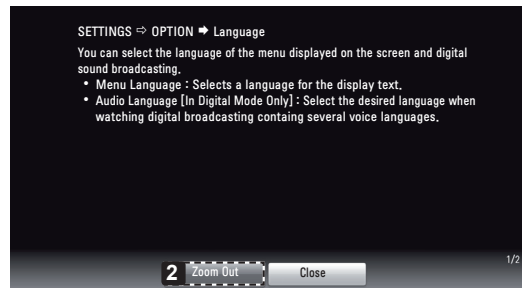 SETTINGS ⇨ OPTION ➡ Language
You can select the language of the menu displayed on the screen and digital
sound broadcasting.
• Menu Language : Selects a language for the display text.
• Audio Language [In Digital Mode Only] : Select the desired language when
watching digital broadcasting containg several voice languages.
1/2
2 Zoom Out Close